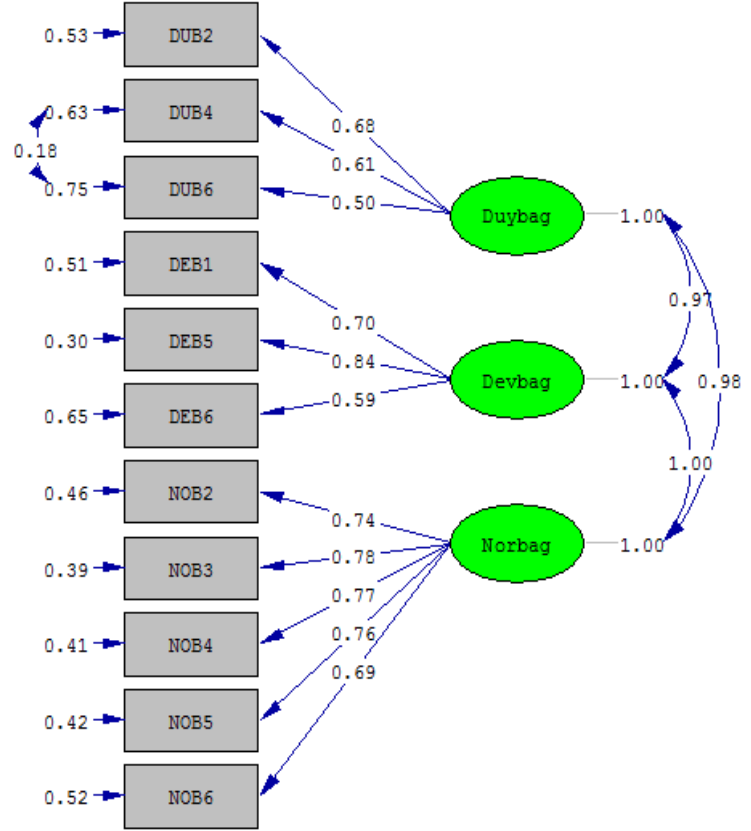 0.53 DUB2
0.63 DUB4
0.18
0.75 DUB6
0.51 DEB1
0.30 DEB5
0.65 DEB6
0.46 NOB2
0.39 NOB3
0.41 NOB4
0.42 NOB5
0.52 NOB6
0.68
0.61
0.50
0.70
0.84
0.59
0.74
0.78
0.77
0.76
0.69
Duybag 1.00
Devbag 1.00
Norbag 1.00
0.97
0.98
1.00